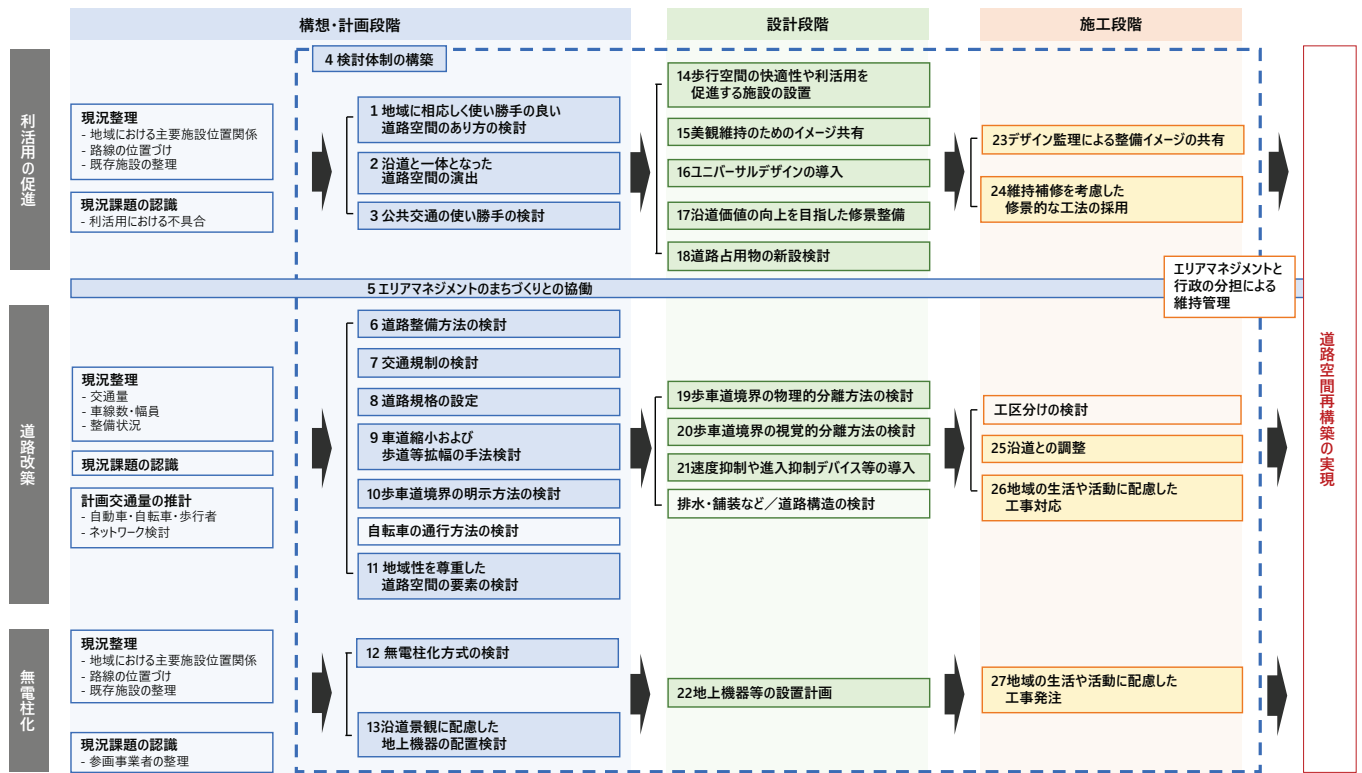 構想・計画段階
設計段階
施工段階
利活用の促進
現況整理
- 地域における主要施設位置関係
- 路線の位置づけ
- 既存施設の整理
現況課題の認識
- 利活用における不具合
4 検討体制の構築
1 地域に相応しく使い勝手の良い
道路空間のあり方の検討
2 沿道と一体となった
道路空間の演出
3 公共交通の使い勝手の検討
14歩行空間の快適性や利活用を
促進する施設の設置
15美観維持のためのイメージ共有
16ユニバーサルデザインの導入
17沿道価値の向上を目指した修景整備
18道路占用物の新設検討
23デザイン監理による整備イメージの共有
24維持補修を考慮した
修景的な工法の採用
5 エリアマネジメントのまちづくりとの協働
エリアマネジメントと
行政の分担による
維持管理
道路改築
現況整理
- 交通量
- 車線数・幅員
- 整備状況
現況課題の認識
計画交通量の推計
- 自動車・自転車・歩行者
- ネットワーク検討
6 道路整備方法の検討
7 交通規制の検討
8 道路規格の設定
9 車道縮小および
歩道等拡幅の手法検討
10歩車道境界の明示方法の検討
自転車の通行方法の検討
11 地域性を尊重した
道路空間の要素の検討
19歩車道境界の物理的分離方法の検討
20歩車道境界の視覚的分離方法の検討
21速度抑制や進入抑制デバイス等の導入
排水・舗装など／道路構造の検討
工区分けの検討
25沿道との調整
26地域の生活や活動に配慮した
工事対応
無電柱化
現況整理
- 地域における主要施設位置関係
- 路線の位置づけ
- 既存施設の整理
現況課題の認識
- 参画事業者の整理
12 無電柱化方式の検討
13沿道景観に配慮した
地上機器の配置検討
22地上機器等の設置計画
27地域の生活や活動に配慮した
工事発注
道路空間再構築の実現